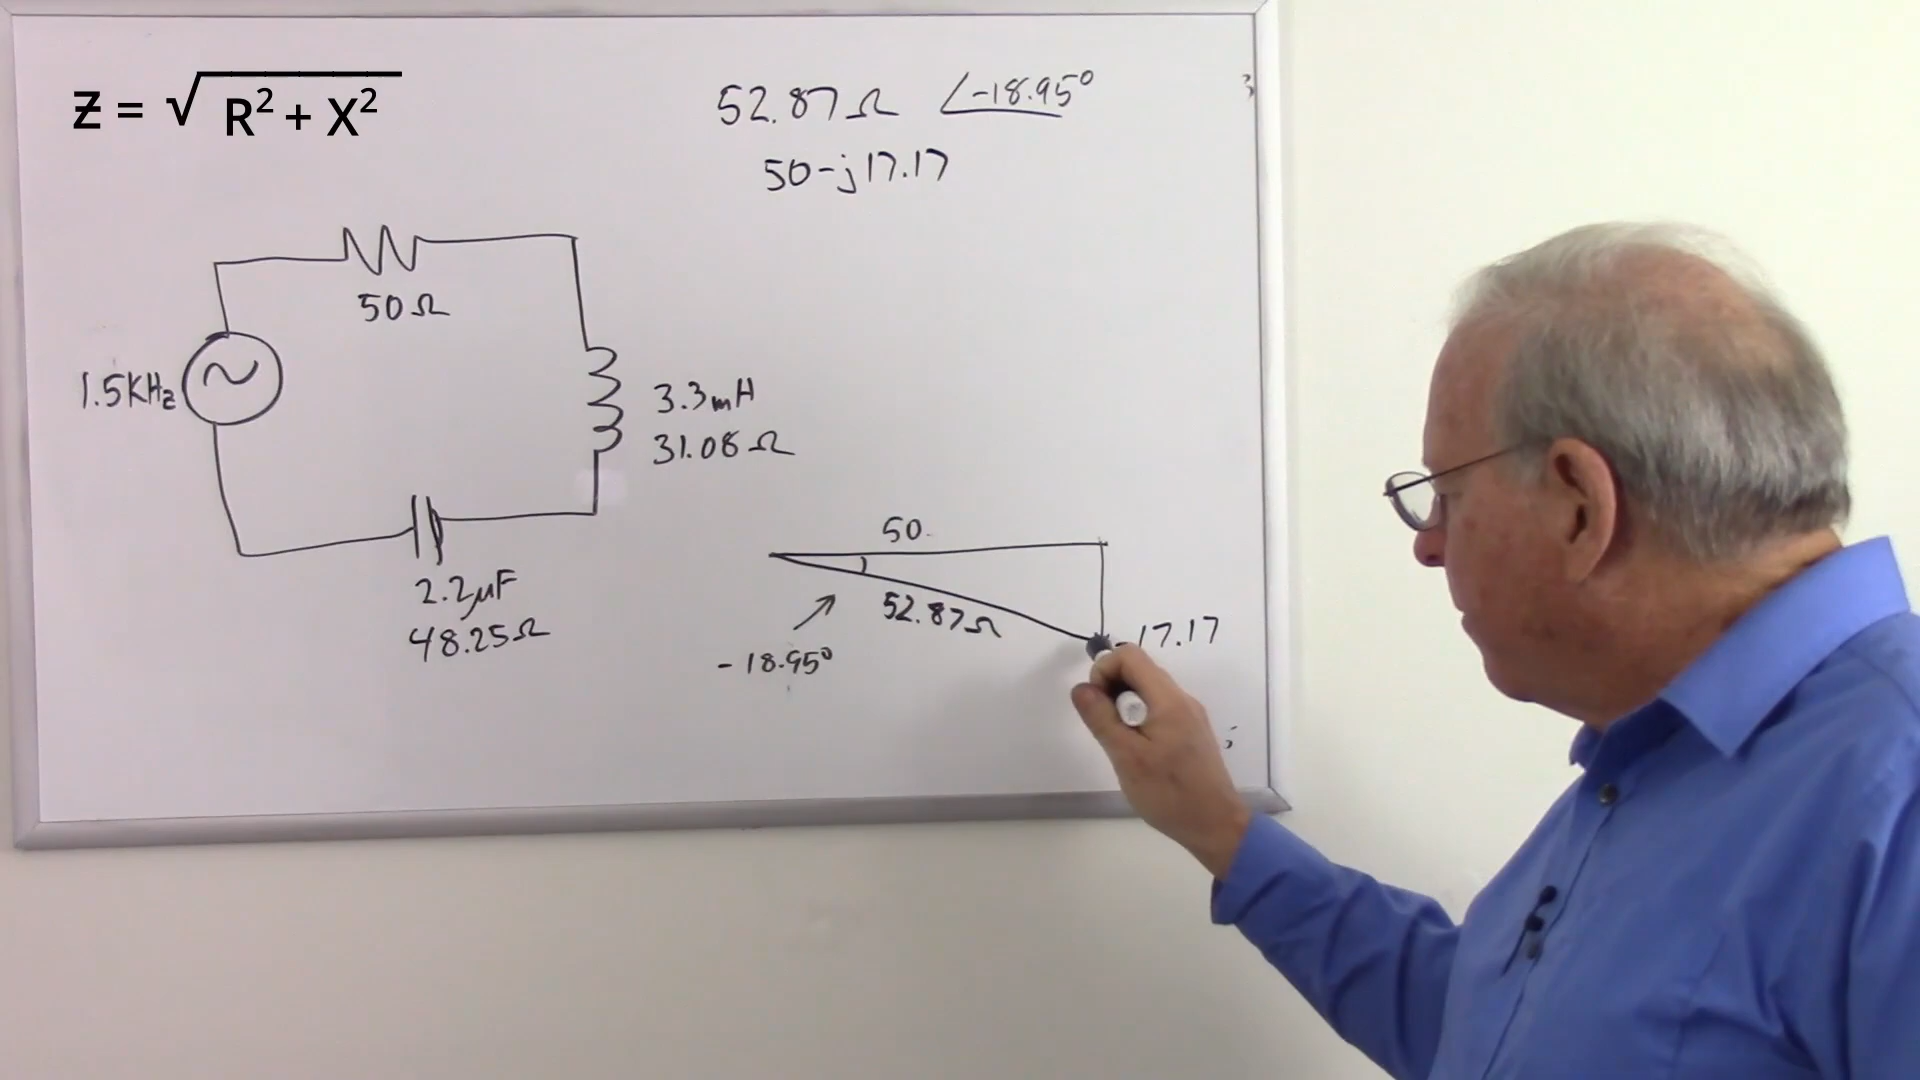 Z = √R² + X²
52.87Ω ∠-18.95°
50-j17.17
50Ω
1.5KHz
3.3mH
31.08Ω
2.2µF
48.25Ω
50
52.87Ω
-17.17
-18.95°